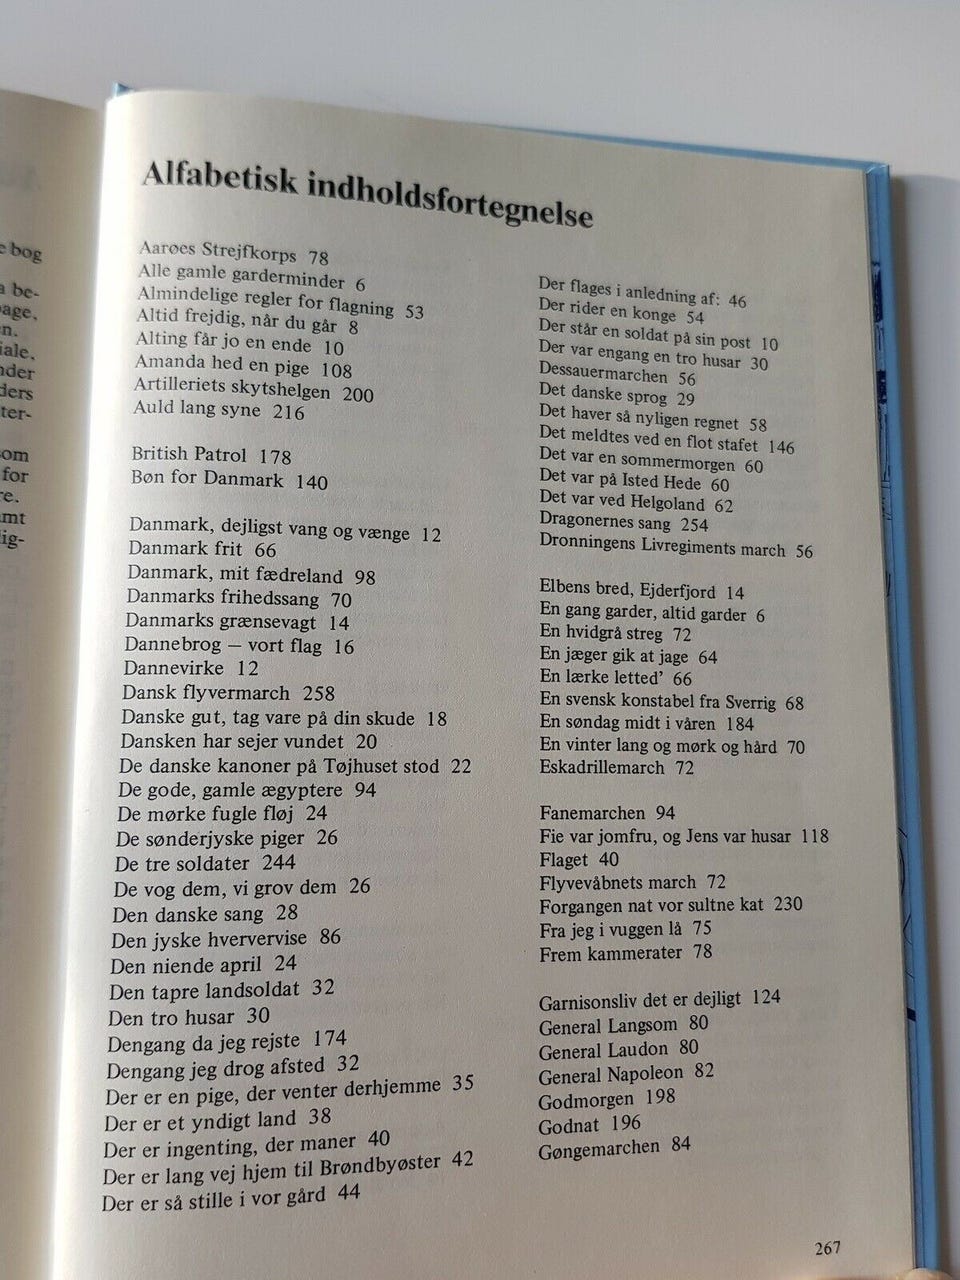 e bog
a be-
age,
en.
iale,
nder
ders
ter-
som
for
re.
amt
lig-
Alfabetisk indholdsfortegnelse
Aarøes Strejfkorps 78
Alle gamle garderminder 6
Almindelige regler for flagning 53
Altid frejdig, når du går 8
Alting får jo en ende 10
Amanda hed en pige 108
Artilleriets skytshelgen 200
Auld lang syne 216
British Patrol 178
Bøn for Danmark 140
Danmark, dejligst vang og vænge 12
Danmark frit 66
Danmark, mit fædreland 98
Danmarks frihedssang 70
Danmarks grænsevagt 14
Dannebrog – vort flag 16
Dannevirke 12
Dansk flyvermarch 258
Danske gut, tag vare på din skude 18
Dansken har sejer vundet 20
De danske kanoner på Tøjhuset stod 22
De gode, gamle ægyptere 94
De mørke fugle fløj 24
De sønderjyske piger 26
De tre soldater 244
De vog dem, vi grov dem 26
Den danske sang 28
Den jyske hververvise 86
Den niende april 24
Den tapre landsoldat 32
Den tro husar 30
Dengang da jeg rejste 174
Dengang jeg drog afsted 32
Der er en pige, der venter derhjemme 35
Der er et yndigt land 38
Der er ingenting, der maner 40
Der er lang vej hjem til Brøndbyøster 42
Der er så stille i vor gård 44
Der flages i anledning af: 46
Der rider en konge 54
Der står en soldat på sin post 10
Der var engang en tro husar 30
Dessauermarchen 56
Det danske sprog 29
Det haver så nyligen regnet 58
Det meldtes ved en flot stafet 146
Det var en sommermorgen 60
Det var på Isted Hede 60
Det var ved Helgoland 62
Dragonernes sang 254
Dronningens Livregiments march 56
Elbens bred, Ejderfjord 14
En gang garder, altid garder 6
En hvidgrå streg 72
En jæger gik at jage 64
En lærke letted' 66
En svensk konstabel fra Sverrig 68
En søndag midt i våren 184
En vinter lang og mørk og hård 70
Eskadrillemarch 72
Fanemarchen 94
Fie var jomfru, og Jens var husar 118
Flaget 40
Flyvevåbnets march 72
Forgangen nat vor sultne kat 230
Fra jeg i vuggen lå 75
Frem kammerater 78
Garnisonsliv det er dejligt 124
General Langsom 80
General Laudon 80
General Napoleon 82
Godmorgen 198
Godnat 196
Gøngemarchen 84
267